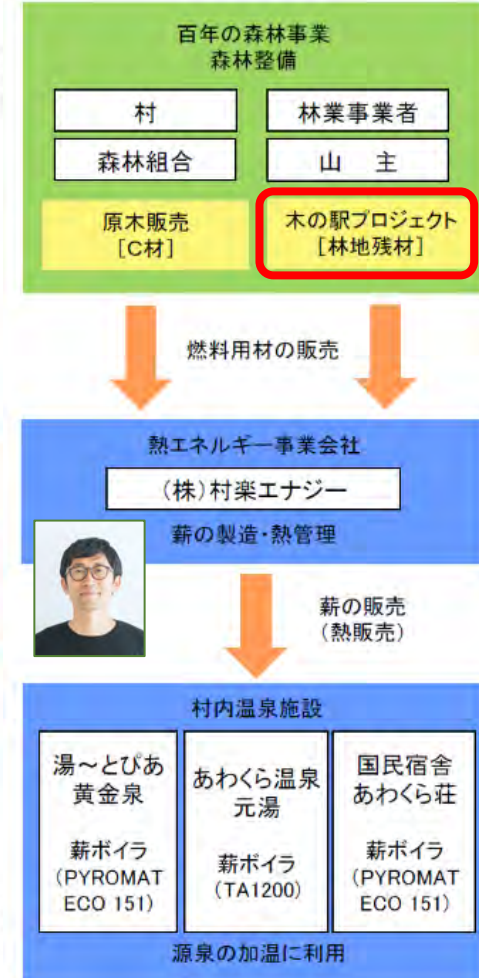 百年の森林事業
森林整備
村
林業事業者
森林組合
山　主
原木販売
[C材]
木の駅プロジェクト
[林地残材]
燃料用材の販売
熱エネルギー事業会社
(株)村楽エナジー
薪の製造・熱管理
薪の販売
(熱販売)
村内温泉施設
湯～とぴあ
黄金泉
薪ボイラ
(PYROMAT
ECO 151)
あわくら温泉
元湯
薪ボイラ
(TA1200)
国民宿舎
あわくら荘
薪ボイラ
(PYROMAT
ECO 151)
源泉の加温に利用